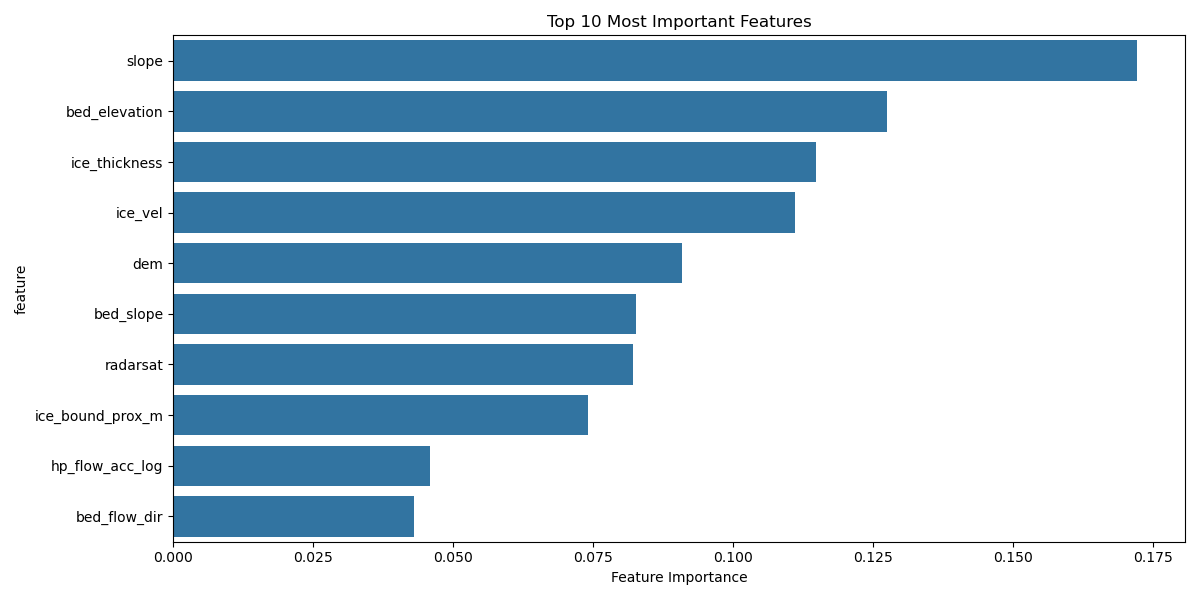 Top 10 Most Important Features
slope
bed_elevation
ice_thickness
ice_vel
dem
bed_slope
radarsat
ice_bound_prox_m
hp_flow_acc_log
bed_flow_dir
feature
0.000 0.025 0.050 0.075 0.100 0.125 0.150 0.175
Feature Importance